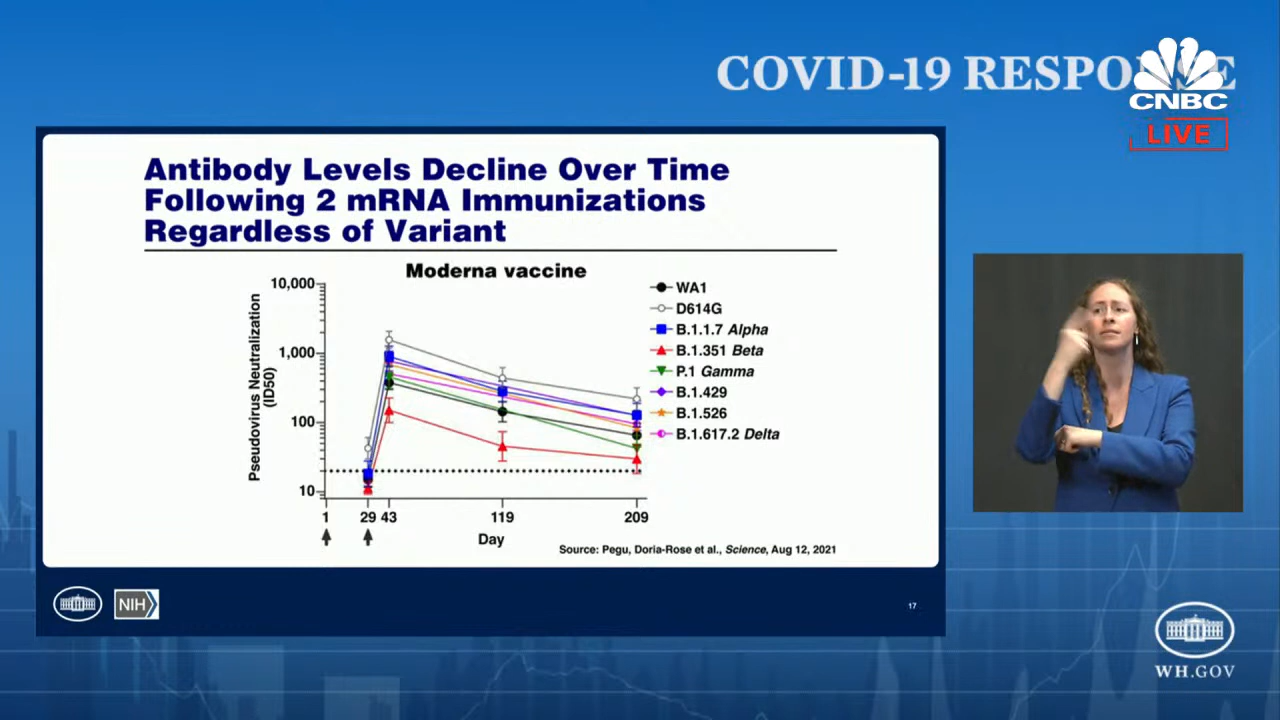 COVID-19 RESPONSE
CNBC
LIVE
Antibody Levels Decline Over Time
Following 2 mRNA Immunizations
Regardless of Variant
Moderna vaccine
Pseudovirus Neutralization
(ID50)
10,000
1,000
100
10
1 29 43 119 209
Day
WA1
D614G
B.1.1.7 Alpha
B.1.351 Beta
P.1 Gamma
B.1.429
B.1.526
B.1.617.2 Delta
Source: Pegu, Doria-Rose et al., Science, Aug 12, 2021
NIH
17
WH.GOV